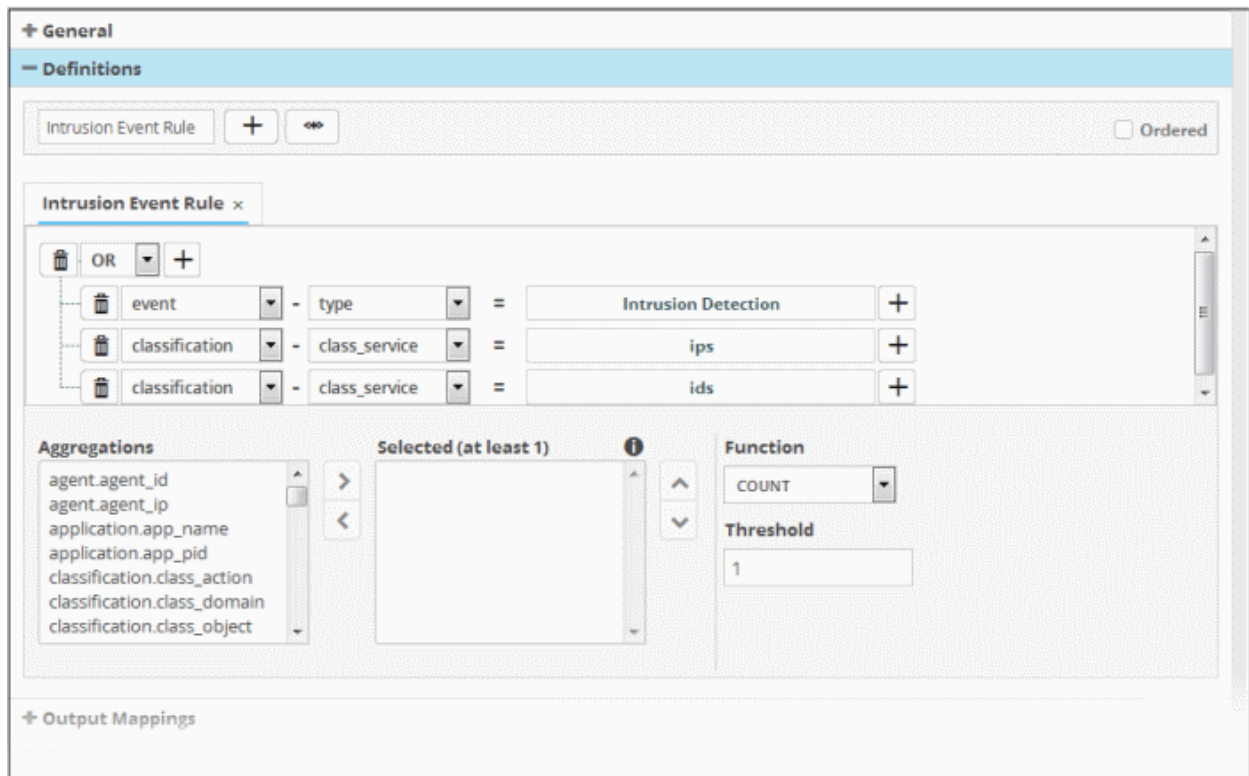 + General
− Definitions
Intrusion Event Rule + Ordered
Intrusion Event Rule ×
OR +
event - type = Intrusion Detection +
classification - class_service = ips +
classification - class_service = ids +
Aggregations Selected (at least 1) Function
agent.agent_id
agent.agent_ip
application.app_name
application.app_pid
classification.class_action
classification.class_domain
classification.class_object
COUNT
Threshold
1
+ Output Mappings